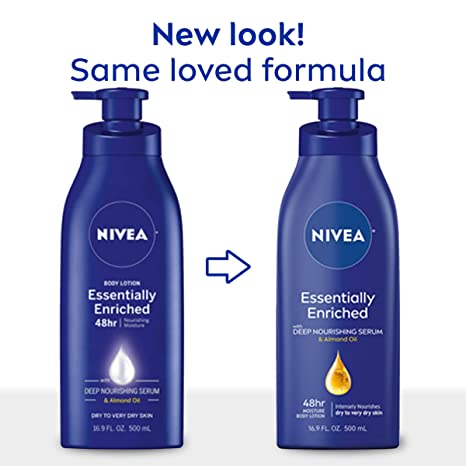 New look!
Same loved formula
NIVEA
BODY LOTION
Essentially
Enriched
48hr Nourishing
Moisture
with
DEEP NOURISHING SERUM
& Almond Oil
DRY TO VERY DRY SKIN
16.9 FL. OZ. 500 mL
NIVEA
Essentially
Enriched
with
DEEP NOURISHING SERUM
& Almond Oil
48hr
MOISTURE
BODY LOTION
Intensely Nourishes
dry to very dry skin
16.9 FL. OZ. 500 mL